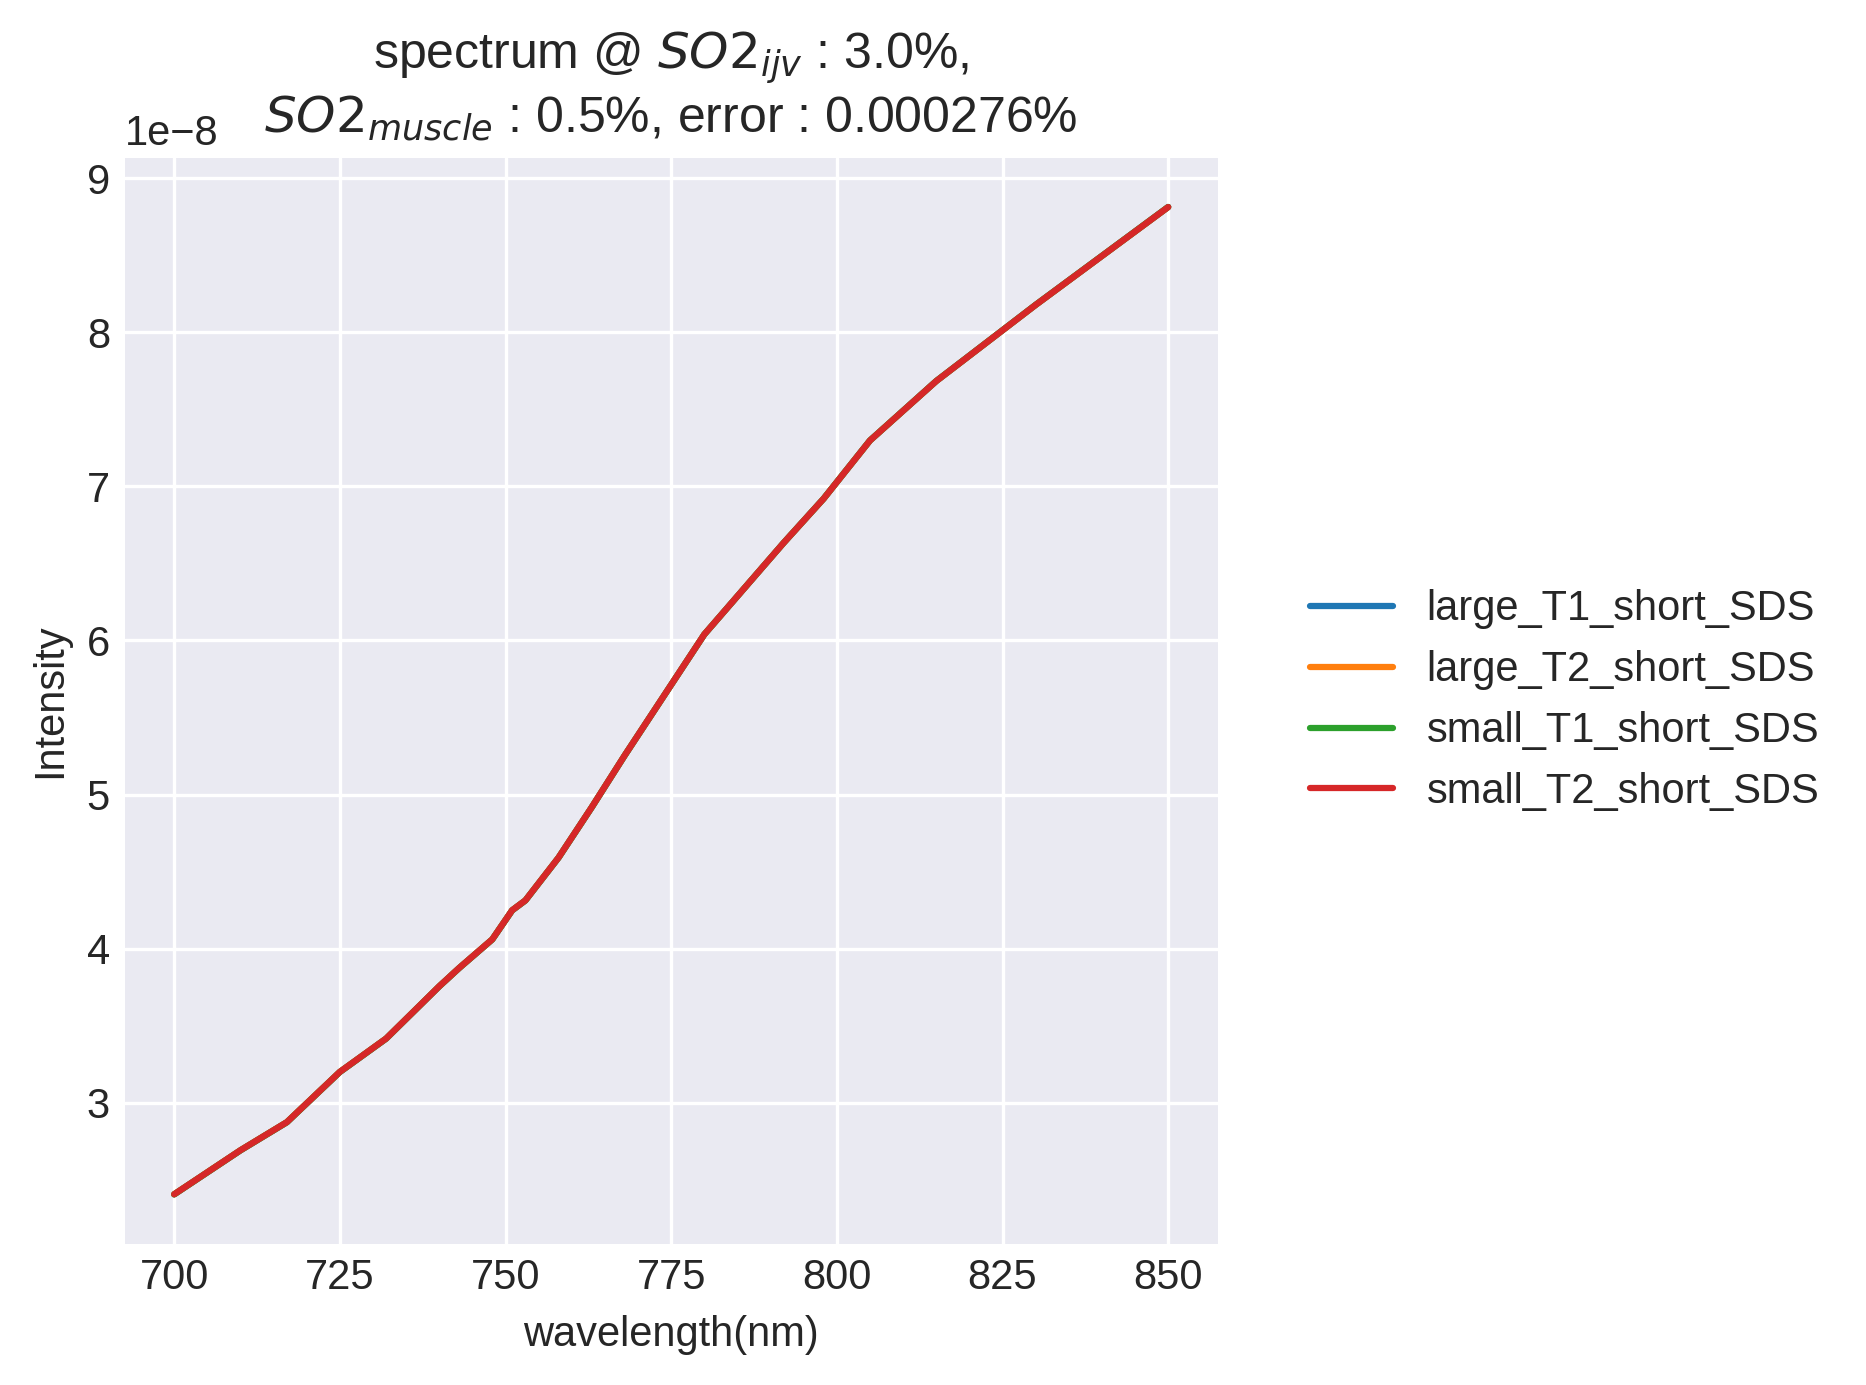 spectrum @ SO2ijv : 3.0%,
SO2muscle : 0.5%, error : 0.000276%
1e−8
9
8
7
6
5
4
3
Intensity
700 725 750 775 800 825 850
wavelength(nm)
large_T1_short_SDS
large_T2_short_SDS
small_T1_short_SDS
small_T2_short_SDS